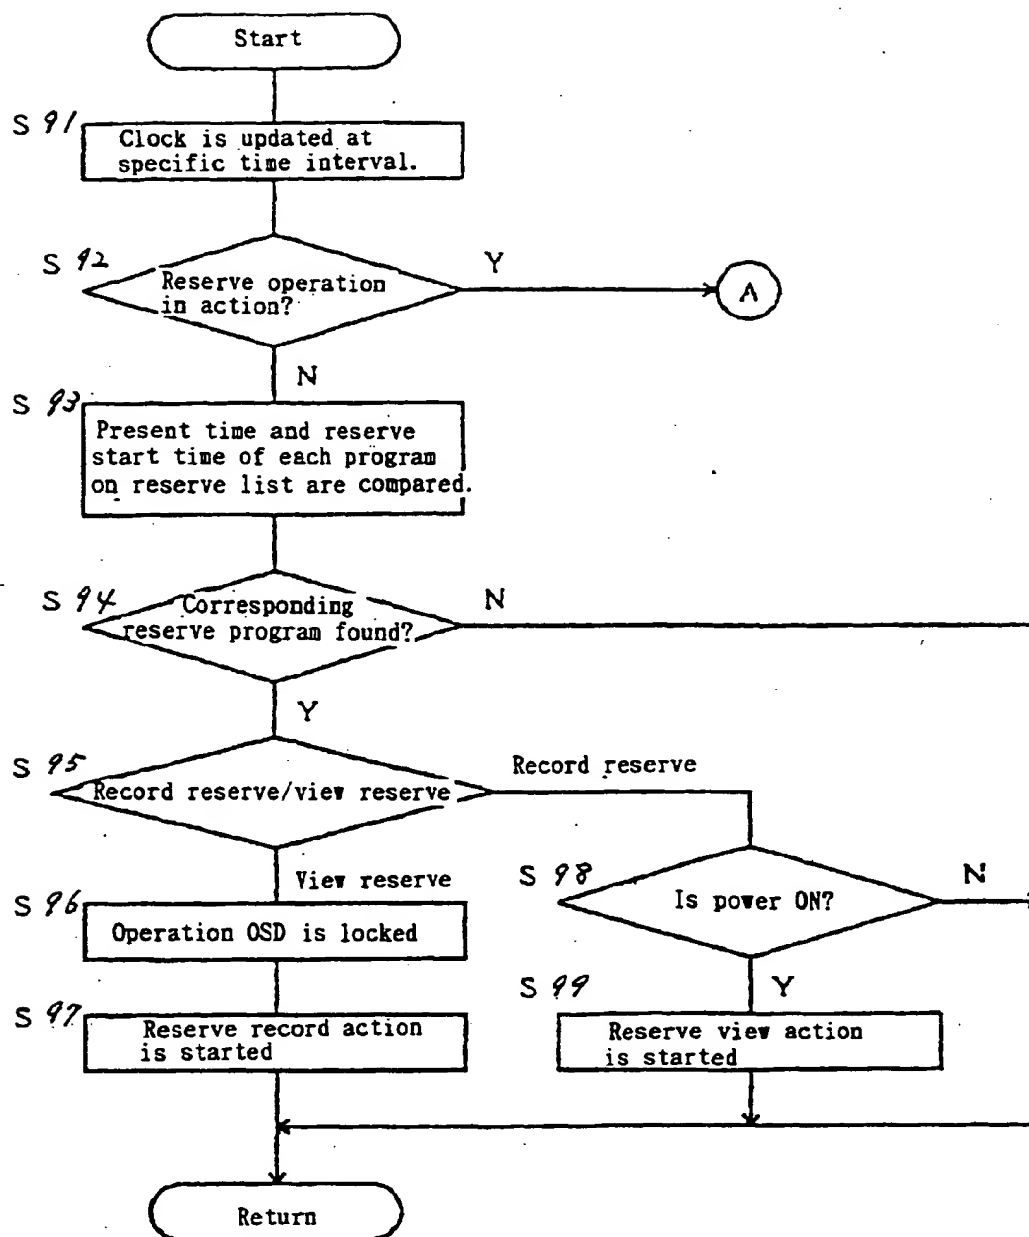 Start
S 91
Clock is updated at
specific time interval.
S 92
Reserve operation
in action?
Y
A
N
S 93
Present time and reserve
start time of each program
on reserve list are compared.
S 94
Corresponding
reserve program found?
N
Y
S 95
Record reserve/view reserve
Record reserve
View reserve
S 96
Operation OSD is locked
S 98
Is power ON?
N
S 97
Reserve record action
is started
S 99
Y
Reserve view action
is started
Return